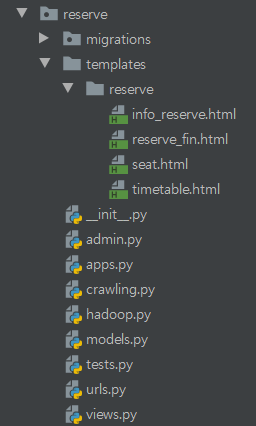 reserve
migrations
templates
reserve
info_reserve.html
reserve_fin.html
seat.html
timetable.html
__init__.py
admin.py
apps.py
crawling.py
hadoop.py
models.py
tests.py
urls.py
views.py